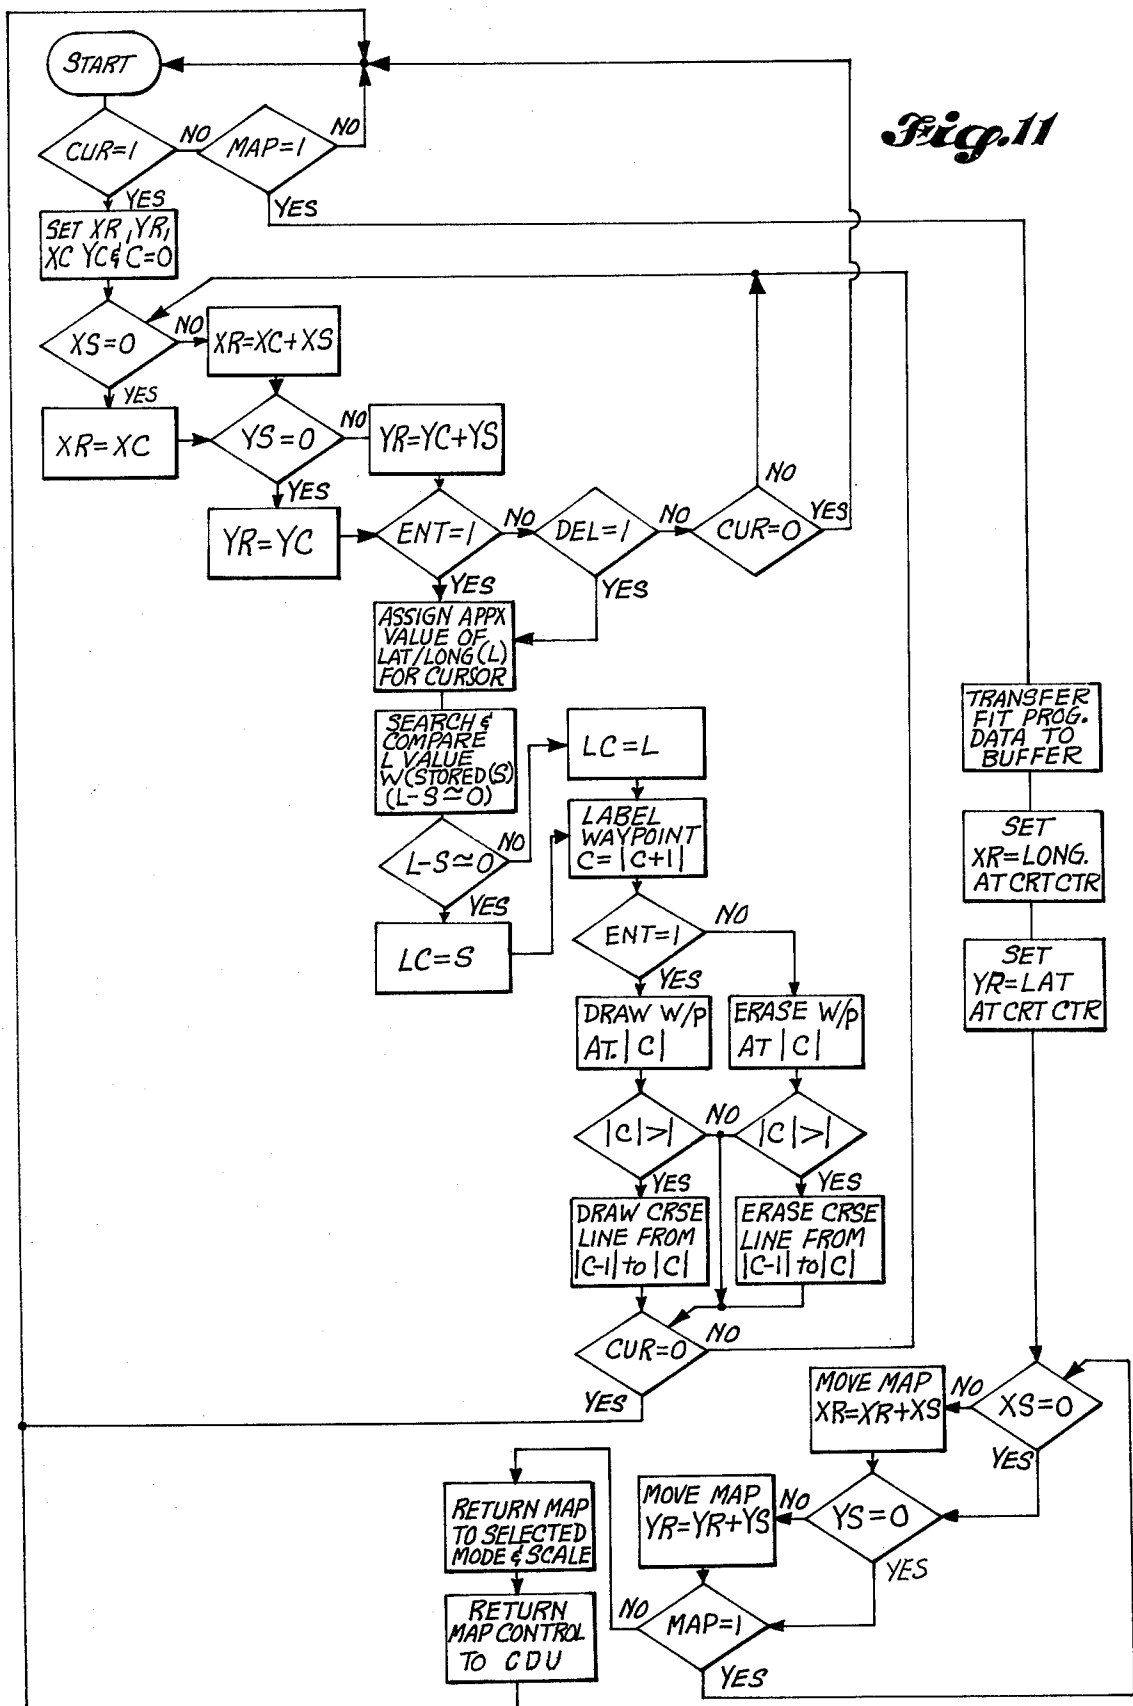 START
Fig. 11
CUR=1
NO
MAP=1
NO
YES
YES
SET XR, YR,
XC YC & C=0
XS=0
NO
XR=XC+XS
YES
XR=XC
YS=0
NO
YR=YC+YS
YES
YR=YC
ENT=1
NO
DEL=1
NO
CUR=0
NO
YES
YES
YES
ASSIGN APPX
VALUE OF
LAT/LONG (L)
FOR CURSOR
SEARCH &
COMPARE
L VALUE
W(STORED(S)
(L-S≃0)
L-S≃0
NO
YES
LC=L
LC=S
LABEL
WAYPOINT
C=|C+1|
ENT=1
NO
YES
DRAW W/P
AT.|C|
ERASE W/P
AT |C|
|C|>|
NO
|C|>|
YES
YES
DRAW CRSE
LINE FROM
|C-1| to |C|
ERASE CRSE
LINE FROM
|C-1| to |C|
CUR=0
NO
YES
TRANSFER
FIT PROG.
DATA TO
BUFFER
SET
XR=LONG.
AT CRT CTR
SET
YR=LAT
AT CRT CTR
XS=0
NO
YES
MOVE MAP
XR=XR+XS
YS=0
NO
YES
MOVE MAP
YR=YR+YS
MAP=1
NO
YES
RETURN MAP
TO SELECTED
MODE & SCALE
RETURN
MAP CONTROL
TO CDU